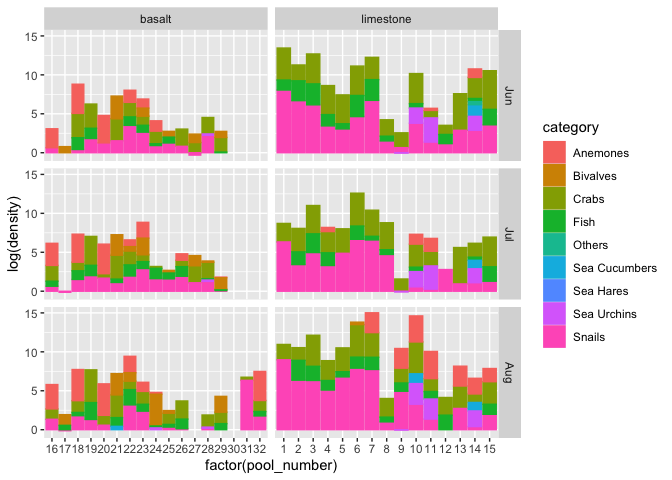 basalt limestone
15
10
5
0
Jun
15
10
5
0
Jul
15
10
5
0
Aug
log(density)
16 17 18 19 20 21 22 23 24 25 26 27 28 29 30 31 32 1 2 3 4 5 6 7 8 9 10 11 12 13 14 15
factor(pool_number)
category
Anemones
Bivalves
Crabs
Fish
Others
Sea Cucumbers
Sea Hares
Sea Urchins
Snails